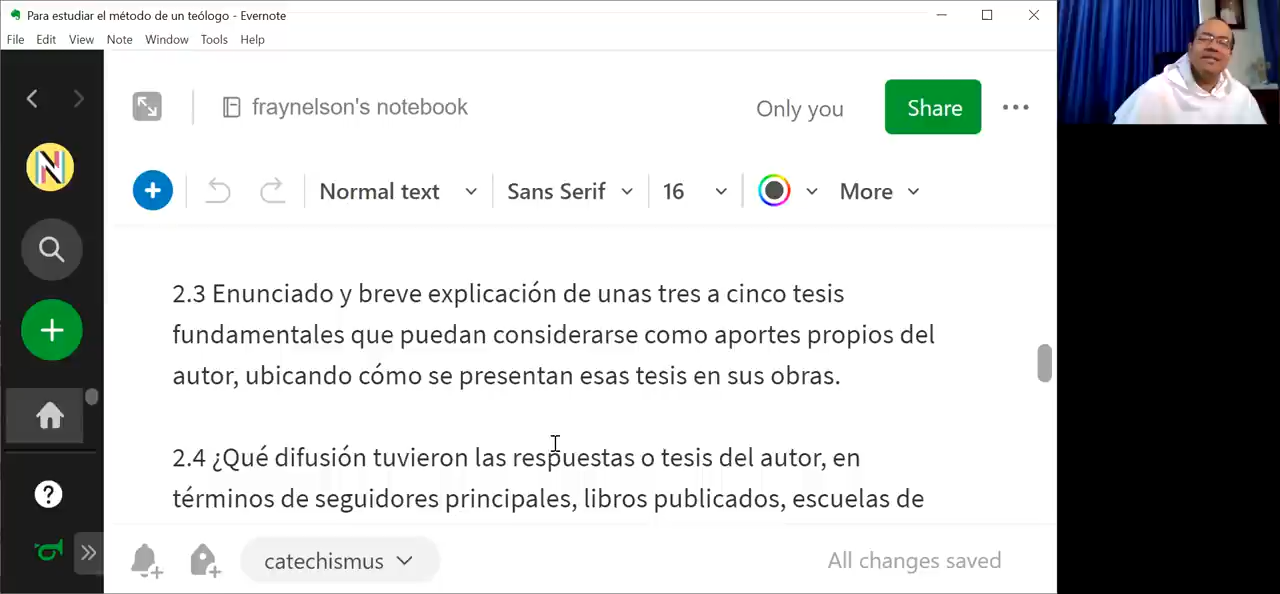 Para estudiar el método de un teólogo - Evernote
File Edit View Note Window Tools Help
fraynelson's notebook
Only you
Share
Normal text
Sans Serif
16
More
N
2.3 Enunciado y breve explicación de unas tres a cinco tesis
fundamentales que puedan considerarse como aportes propios del
autor, ubicando cómo se presentan esas tesis en sus obras.
2.4 ¿Qué difusión tuvieron las respuestas o tesis del autor, en
términos de seguidores principales, libros publicados, escuelas de
catechismus
All changes saved